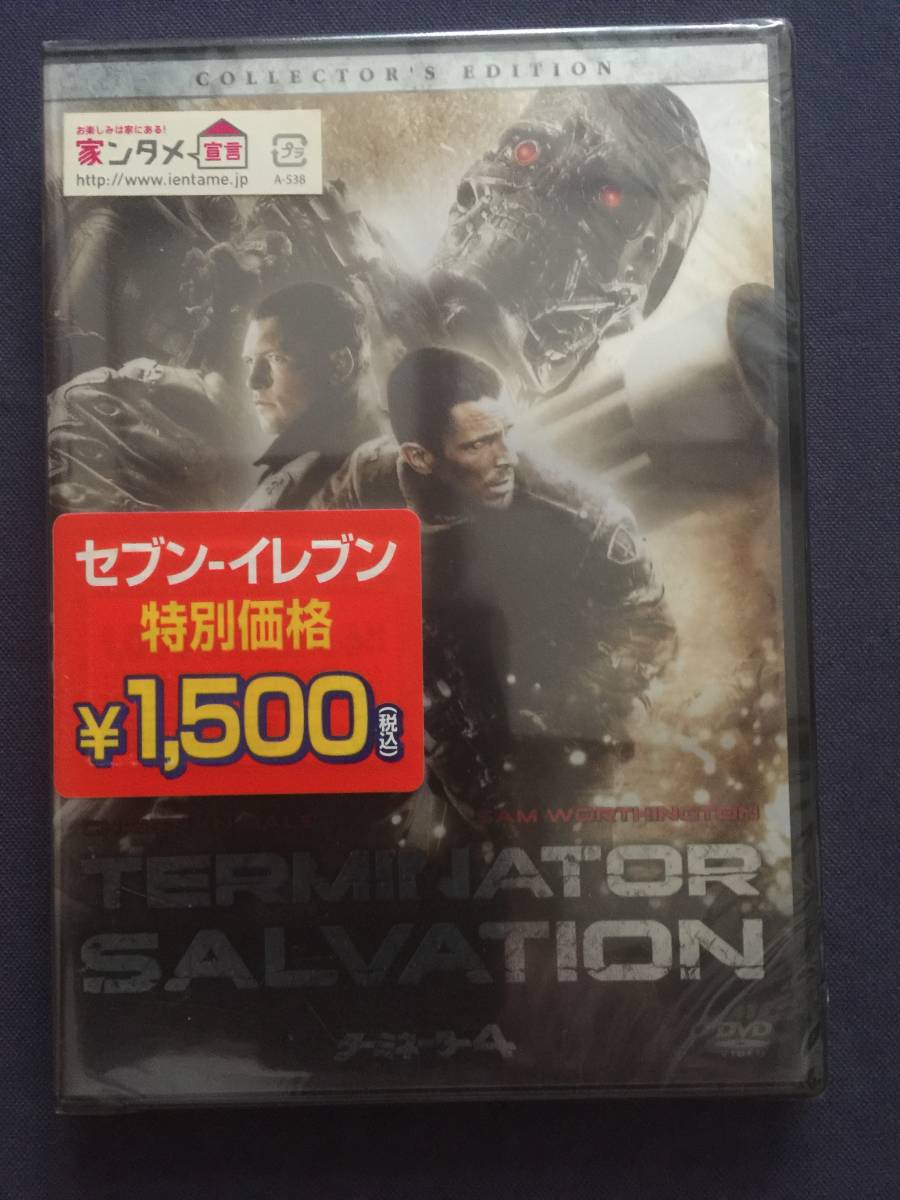 COLLECTOR'S EDITION
お楽しみは家にある!
家ンタメ宣言
プラ
http://www.ientame.jp
A-S38
セブン-イレブン
特別価格
¥1,500(税込)
SAM WORTHINGTON
TERMINATOR
SALVATION
ターミネーター4
DVD
VIDEO